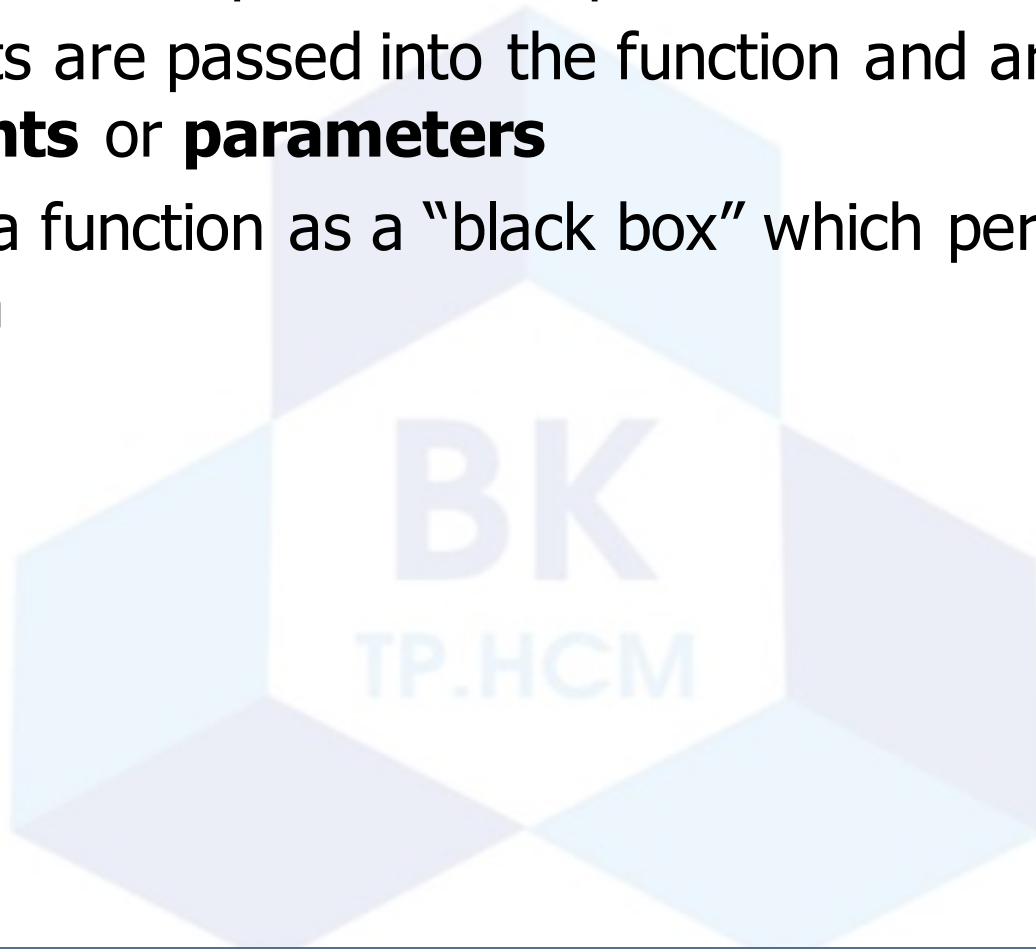 ts are passed into the function and ar
nts or parameters
a function as a “black box” which per
BK
TP.HCM